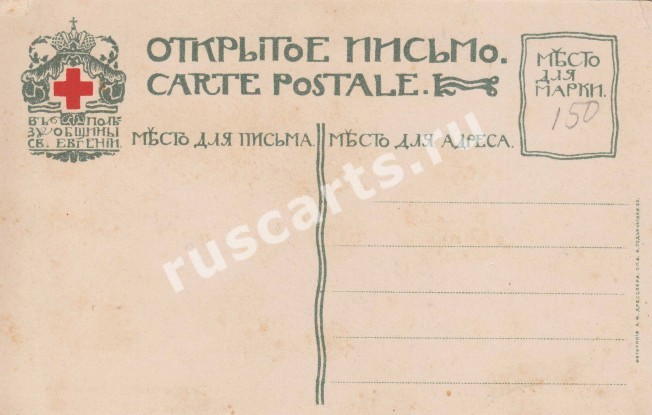 ОТКРЫТОЕ ПИСЬМО.
CARTE POSTALE.
МѢСТО
ДЛЯ
МАРКИ.
150
ВЪ ПОЛЬ
ЗУ ОБЩИНЫ
СВ. ЕВГЕНІИ.
МѢСТО ДЛЯ ПИСЬМА.
МѢСТО ДЛЯ АДРЕСА.
ruscarts.ru